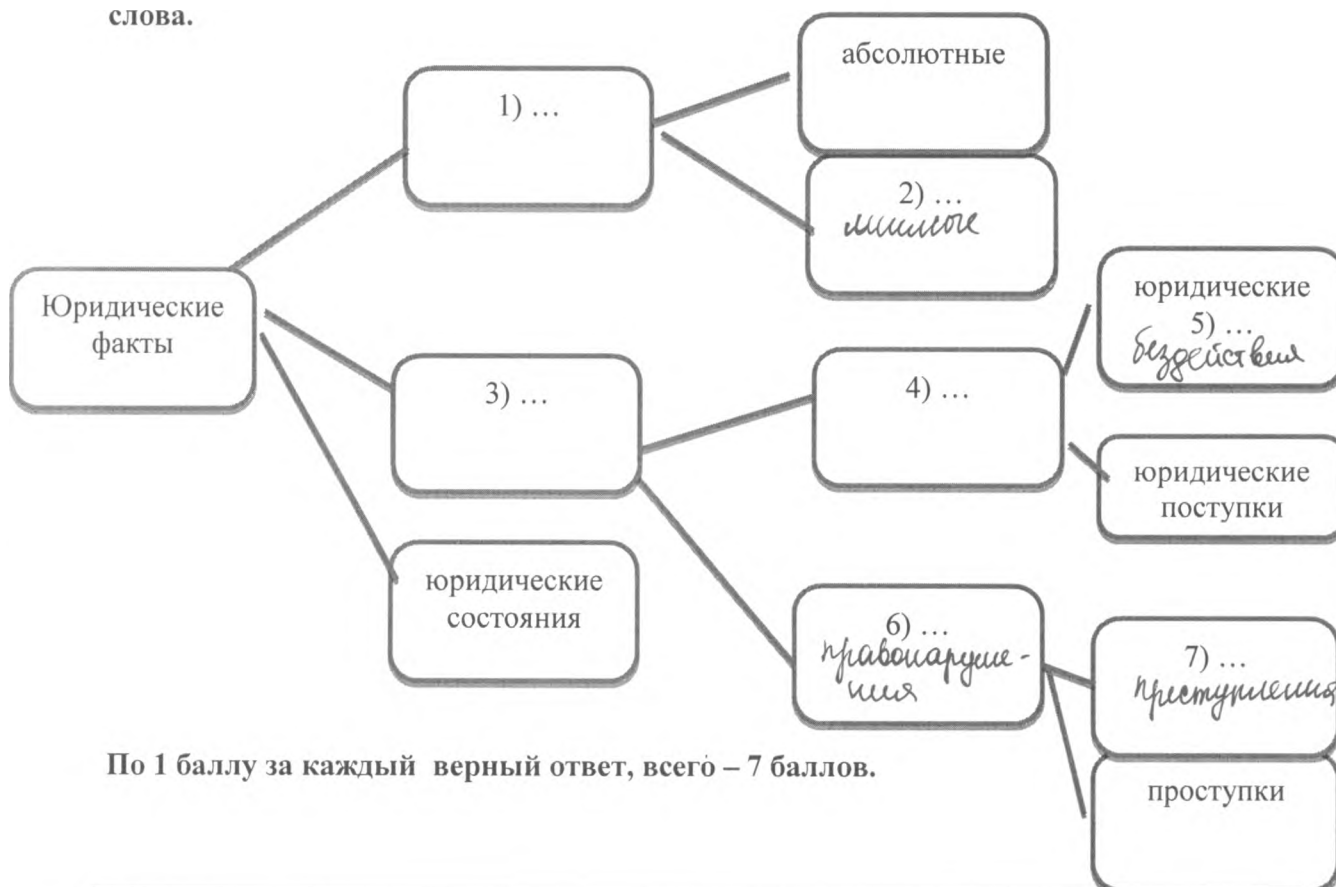 слова.
абсолютные
1) ...
2) ...
мнимые
Юридические
факты
3) ...
4) ...
юридические
5) ...
бездействия
юридические
поступки
юридические
состояния
6) ...
правонаруше-
ния
7) ...
преступления
проступки
По 1 баллу за каждый верный ответ, всего – 7 баллов.